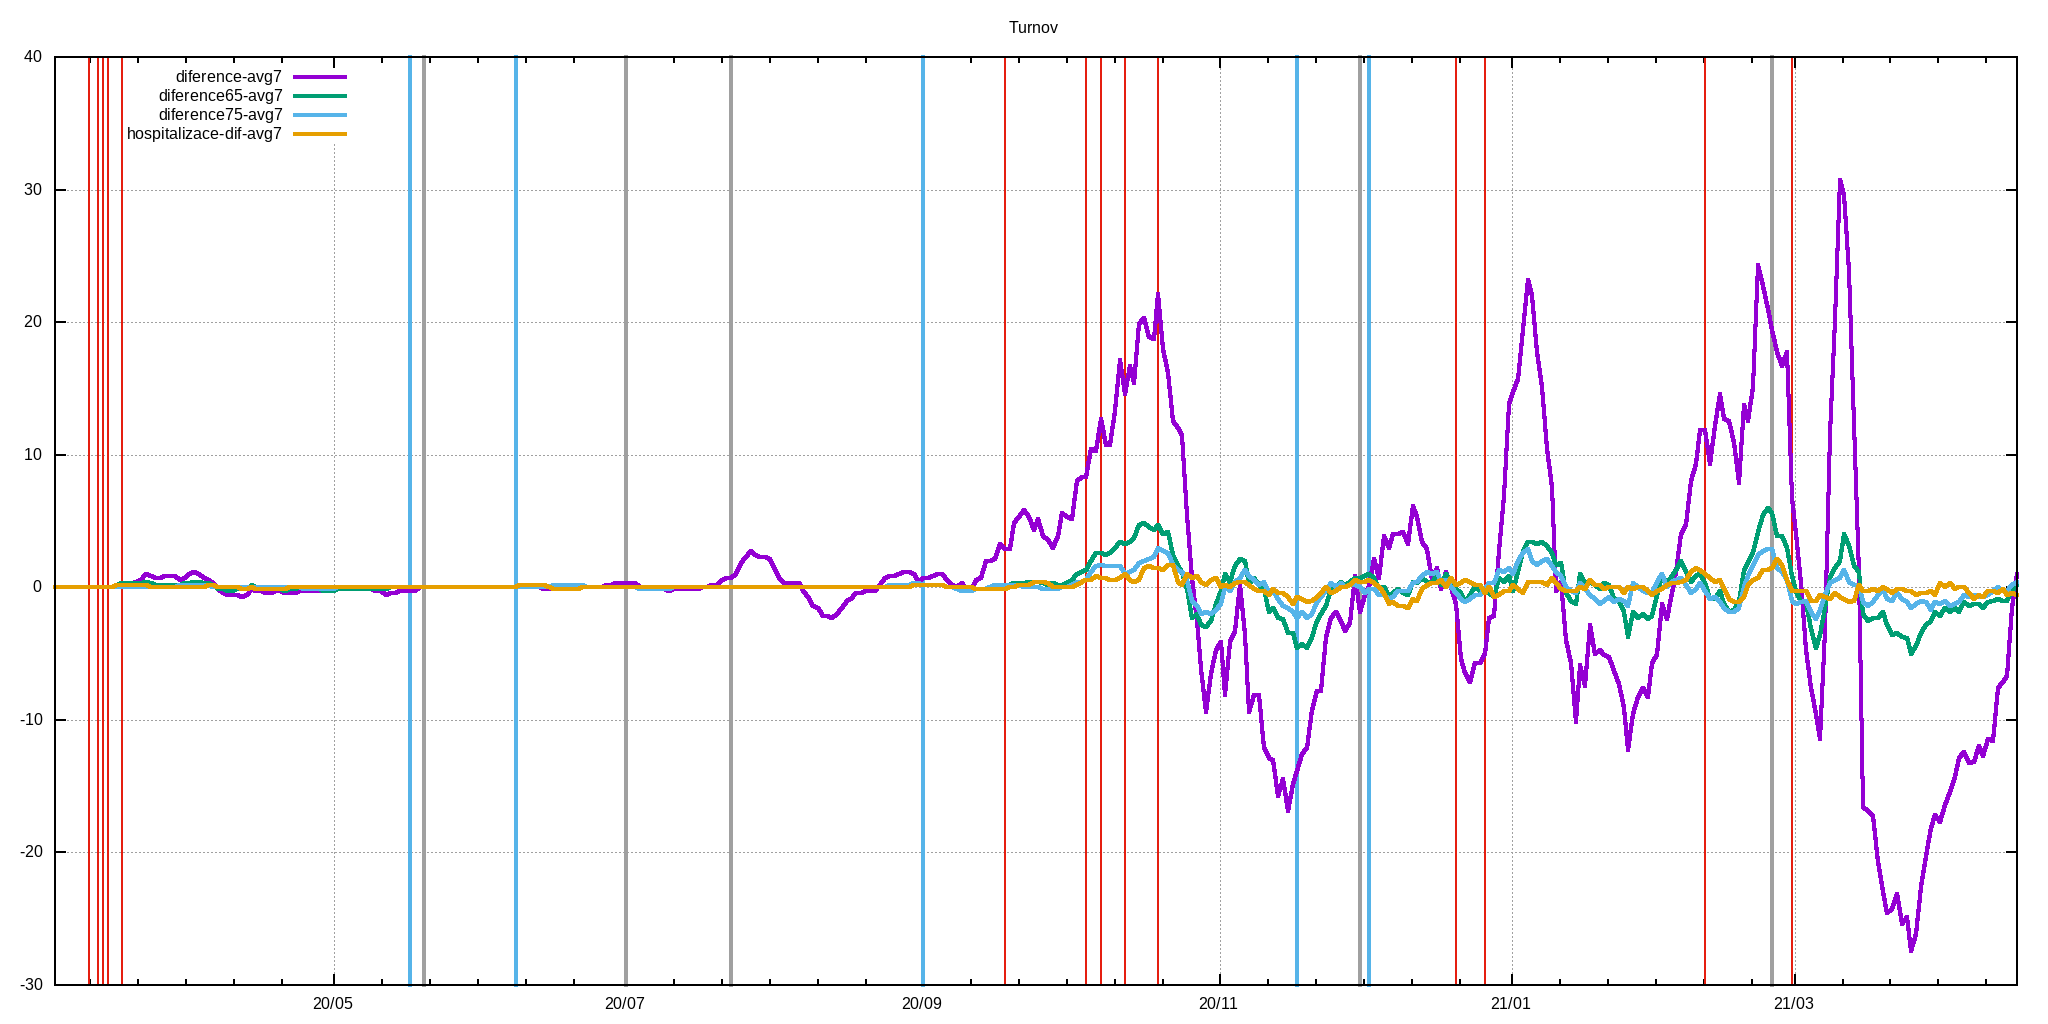 Turnov
40
diference-avg7
diference65-avg7
diference75-avg7
hospitalizace-dif-avg7
30
20
10
0
-10
-20
-30
20/05 20/07 20/09 20/11 21/01 21/03